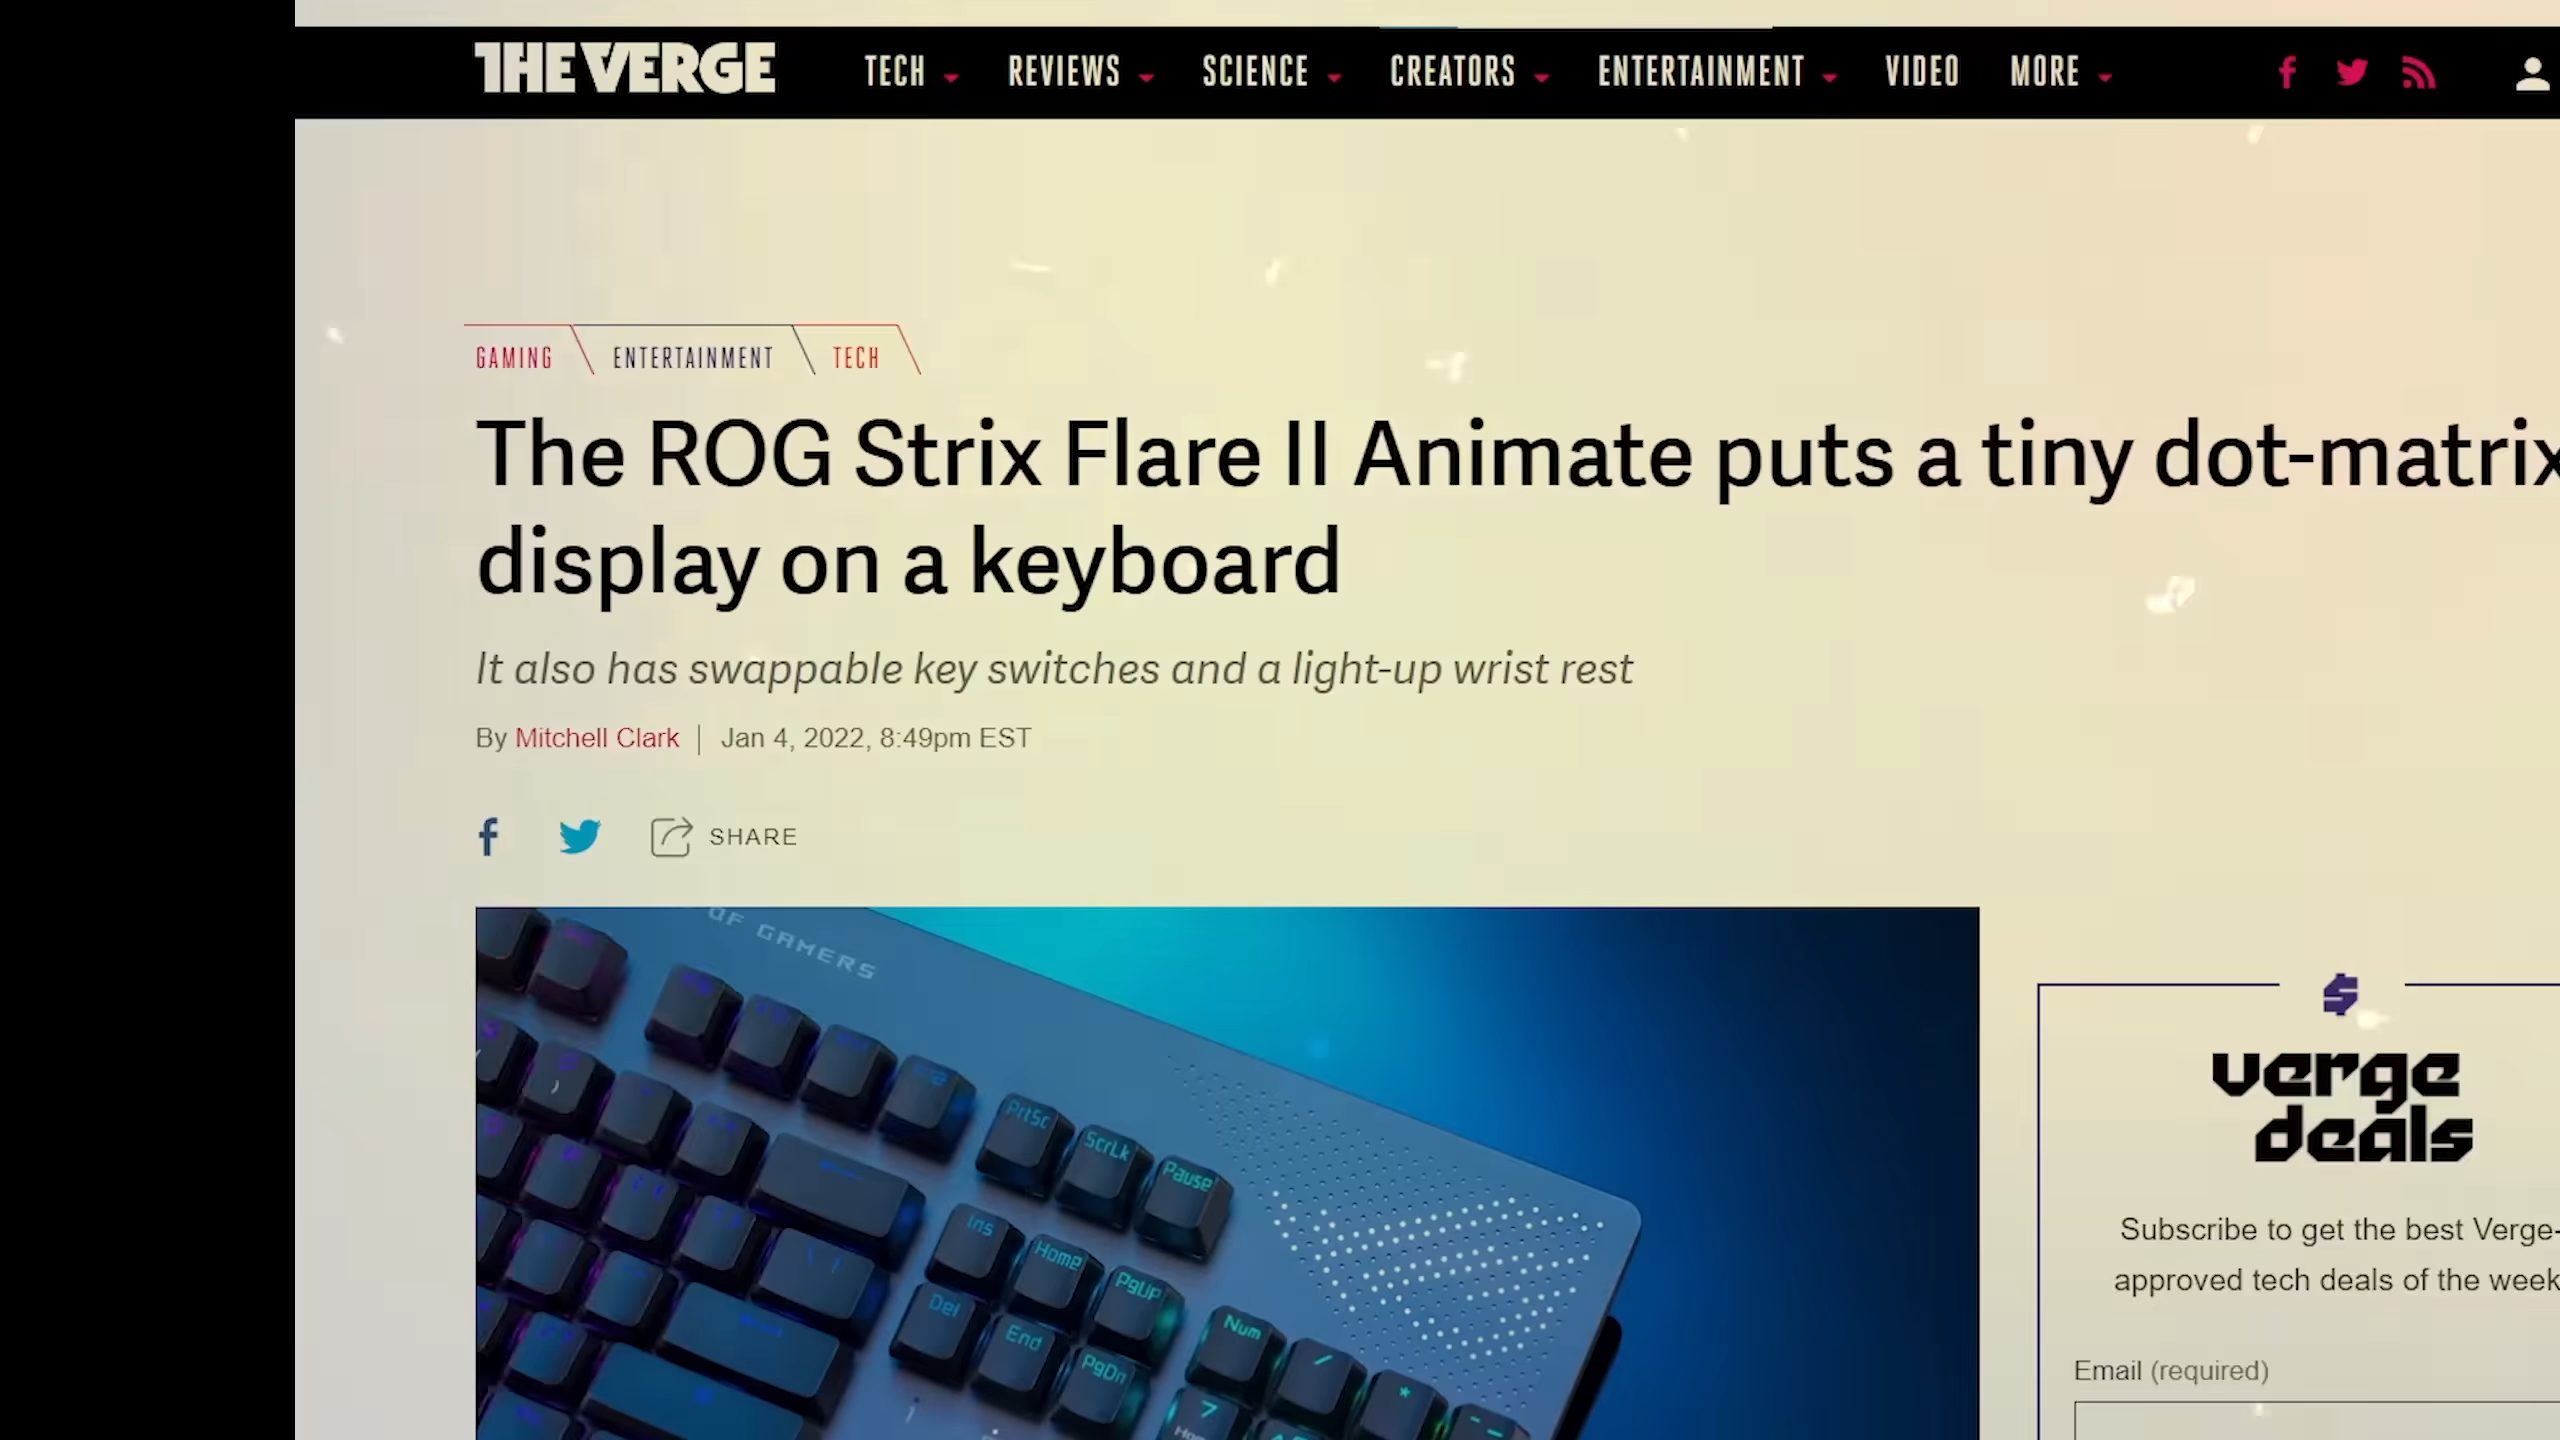 THE VERGE
TECH REVIEWS SCIENCE CREATORS ENTERTAINMENT VIDEO MORE
GAMING ENTERTAINMENT TECH
The ROG Strix Flare II Animate puts a tiny dot-matrix
display on a keyboard
It also has swappable key switches and a light-up wrist rest
By Mitchell Clark | Jan 4, 2022, 8:49pm EST
SHARE
OF GAMERS
F12
PrtSc ScrLk Pause
Ins Home PgUp
Del End PgDn
Num / * -
7
verge
deals
Subscribe to get the best Verge-
approved tech deals of the week
Email (required)